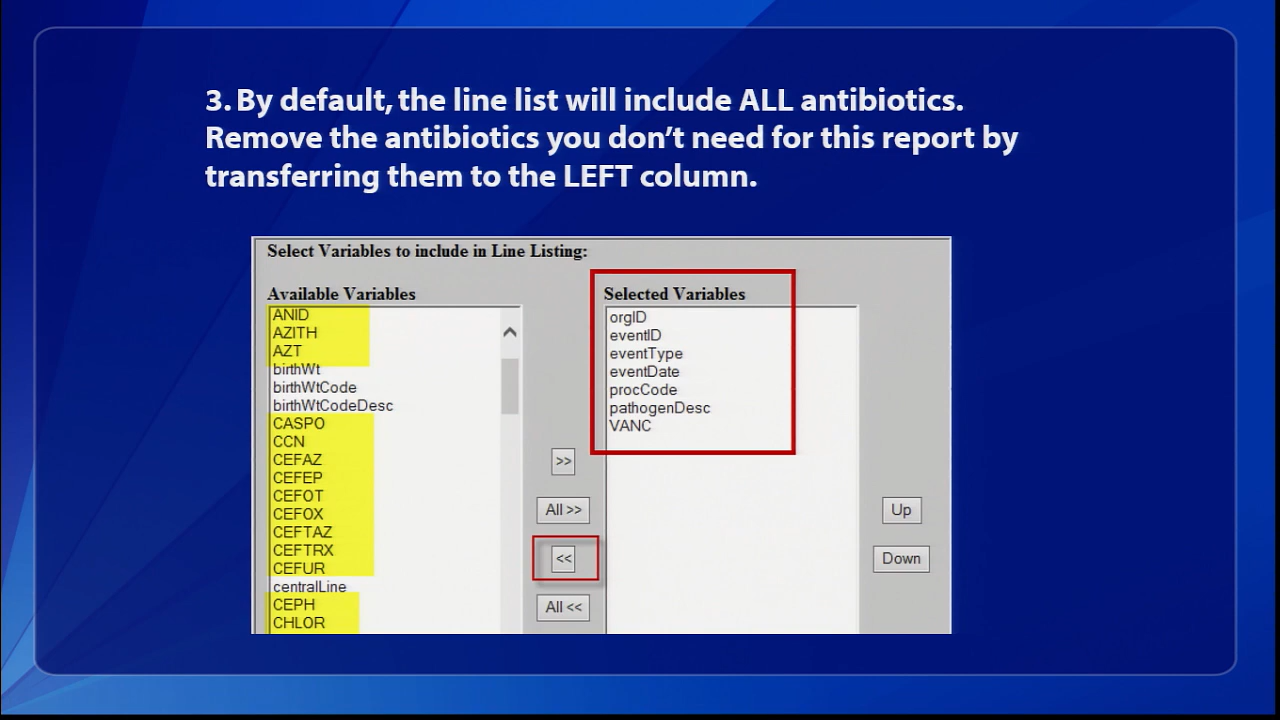 3. By default, the line list will include ALL antibiotics.
Remove the antibiotics you don't need for this report by
transferring them to the LEFT column.
Select Variables to include in Line Listing:
Available Variables
ANID
AZITH
AZT
birthWt
birthWtCode
birthWtCodeDesc
CASPO
CCN
CEFAZ
CEFEP
CEFOT
CEFOX
CEFTAZ
CEFTRX
CEFUR
centralLine
CEPH
CHLOR
>>
All >>
<<
All <<
Selected Variables
orgID
eventID
eventType
eventDate
procCode
pathogenDesc
VANC
Up
Down